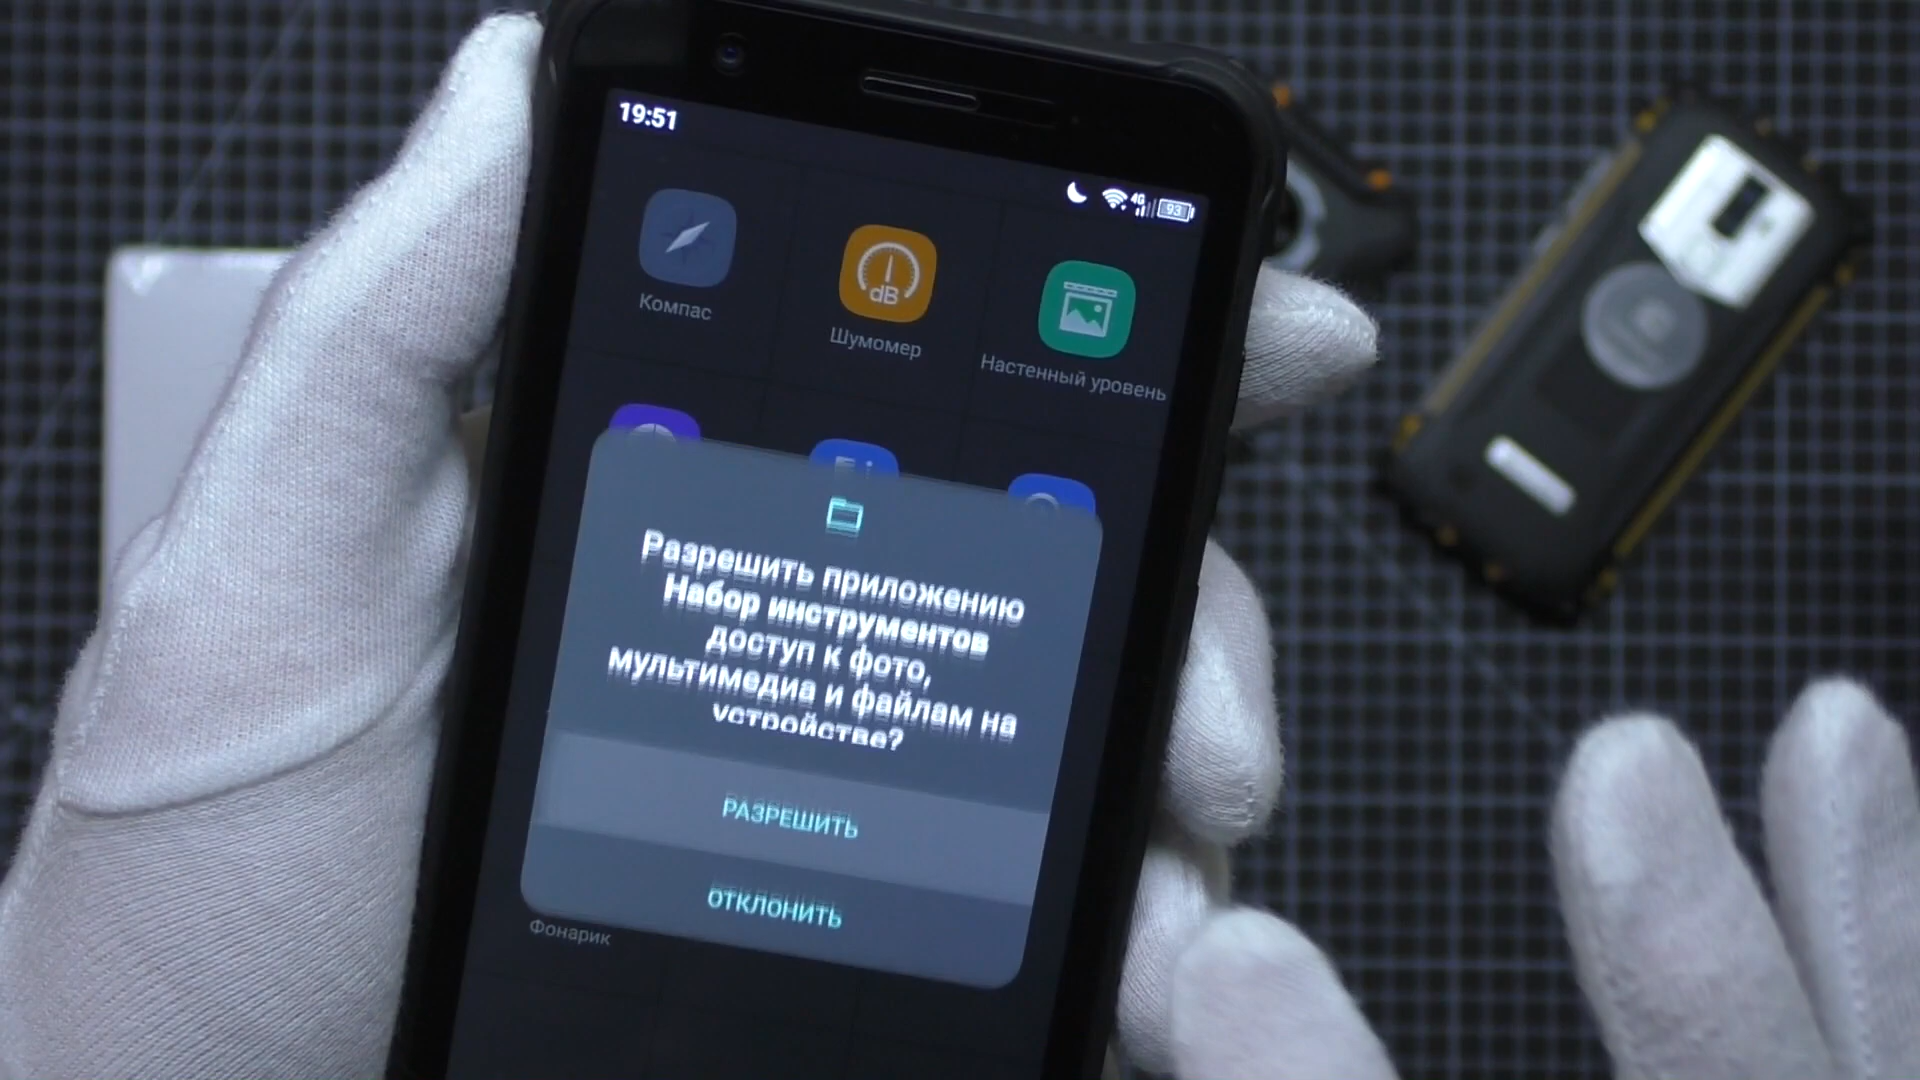 19:51
4G
93
Компас
Шумомер
Настенный уровень
Разрешить приложению
Набор инструментов
доступ к фото,
мультимедиа и файлам на
устройстве?
РАЗРЕШИТЬ
ОТКЛОНИТЬ
Фонарик